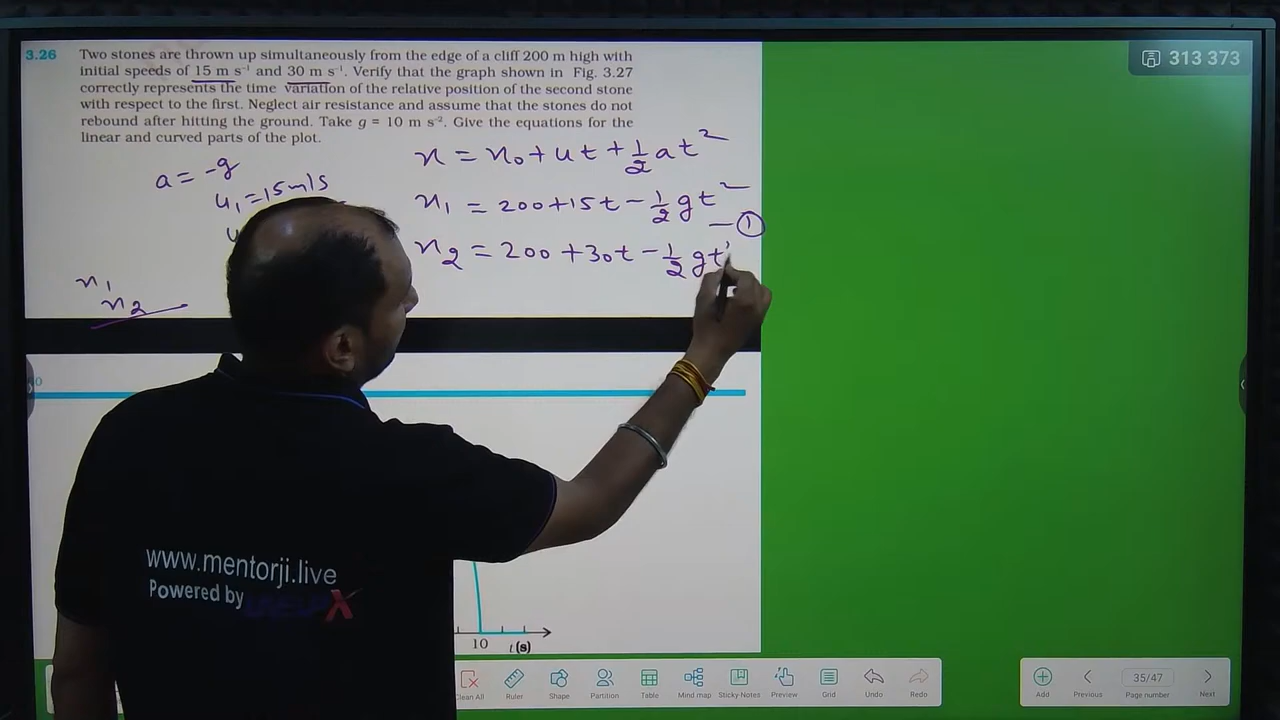 313 373
3.26 Two stones are thrown up simultaneously from the edge of a cliff 200 m high with
initial speeds of 15 m s⁻¹ and 30 m s⁻¹. Verify that the graph shown in Fig. 3.27
correctly represents the time variation of the relative position of the second stone
with respect to the first. Neglect air resistance and assume that the stones do not
rebound after hitting the ground. Take g = 10 m s⁻². Give the equations for the
linear and curved parts of the plot.
a = -g
u₁ = 15m/s
x = x₀ + ut + ½at²
x₁ = 200 + 15t - ½gt² — ①
x₂ = 200 + 30t - ½gt
x₁
x₂
www.mentorji.live
Powered by
10 t(s)
Clean All Ruler Shape Partition Table Mind map Sticky-Notes Preview Grid Undo Redo
Add Previous 35/47 Page number Next